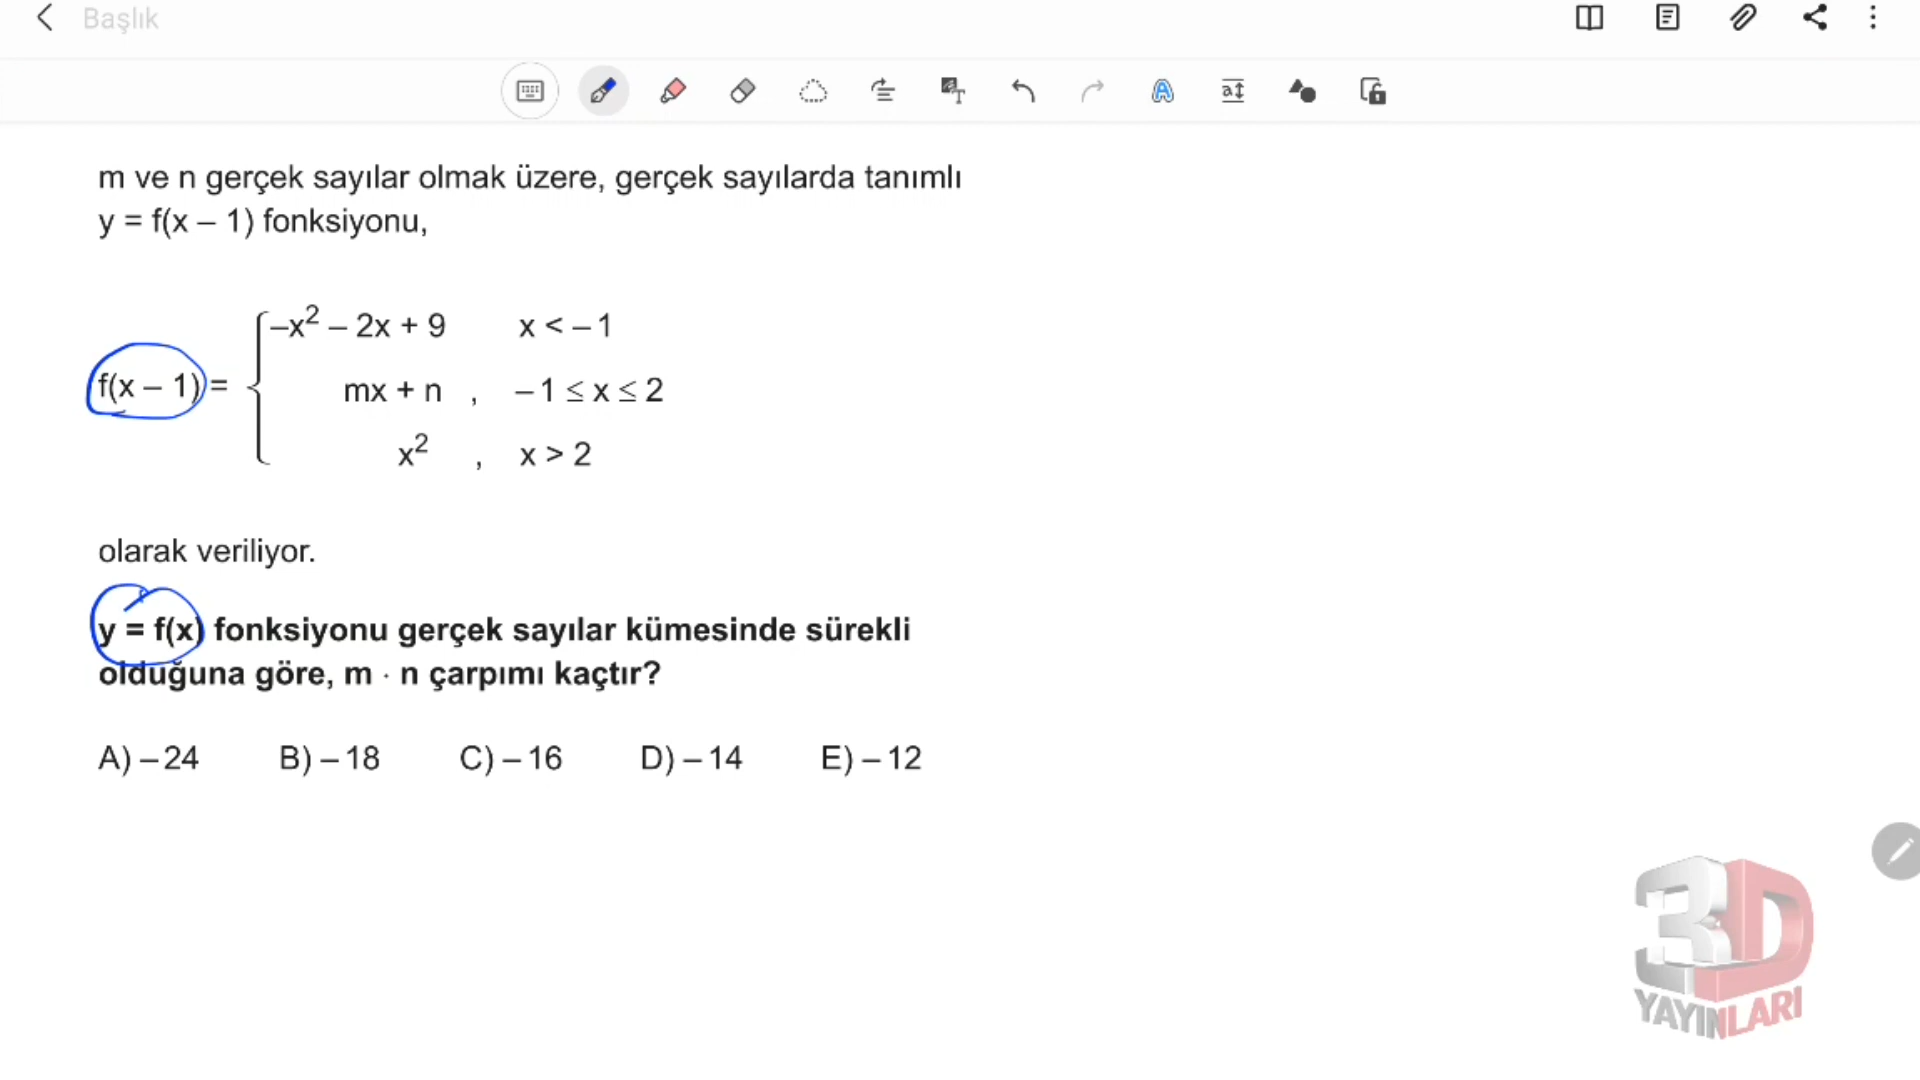 Başlık
m ve n gerçek sayılar olmak üzere, gerçek sayılarda tanımlı
y = f(x – 1) fonksiyonu,
–x² – 2x + 9 x < – 1
f(x – 1) = mx + n , – 1 ≤ x ≤ 2
x² , x > 2
olarak veriliyor.
y = f(x) fonksiyonu gerçek sayılar kümesinde sürekli
olduğuna göre, m · n çarpımı kaçtır?
A) – 24 B) – 18 C) – 16 D) – 14 E) – 12
3D
YAYINLARI